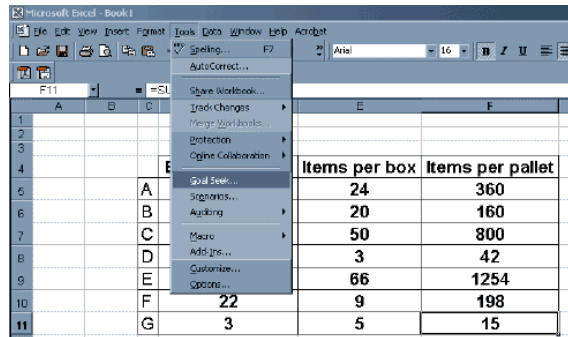 Microsoft Excel - Book1
File Edit View Insert Format Tools Data Window Help Acrobat
Spelling... F7
Arial 16 B I U
AutoCorrect...
F11 = =SU
Share Workbook...
A B C E F
Track Changes
1
Merge Workbooks...
2
Protection
3
Online Collaboration
4 Items per box Items per pallet
Goal Seek...
5 A 24 360
Scenarios...
6 B 20 160
Auditing
7 C 50 800
Macro
8 D 3 42
Add-Ins...
9 E 66 1254
Customize...
Options...
10 F 22 9 198
11 G 3 5 15